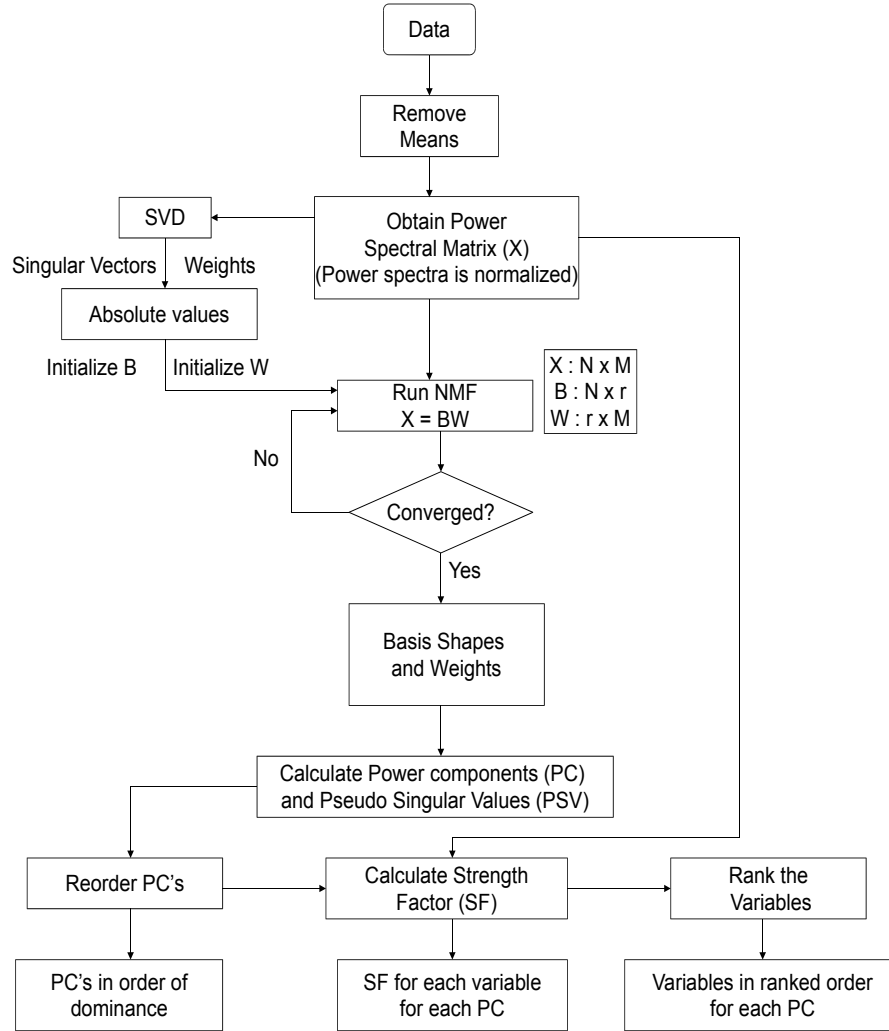 Data
Remove
Means
SVD
Obtain Power
Spectral Matrix (X)
(Power spectra is normalized)
Singular Vectors
Weights
Absolute values
Initialize B
Initialize W
Run NMF
X = BW
X : N x M
B : N x r
W : r x M
No
Converged?
Yes
Basis Shapes
and Weights
Calculate Power components (PC)
and Pseudo Singular Values (PSV)
Reorder PC's
Calculate Strength
Factor (SF)
Rank the
Variables
PC's in order of
dominance
SF for each variable
for each PC
Variables in ranked order
for each PC